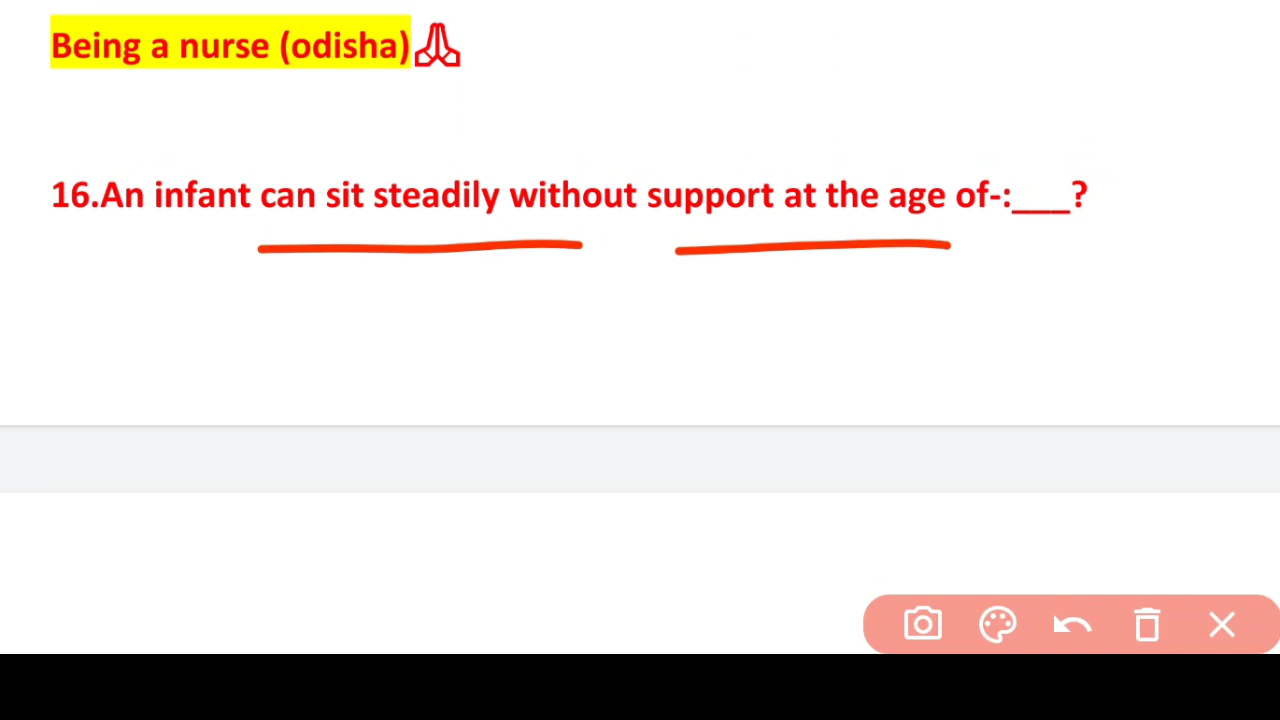 Being a nurse (odisha)🙏
16.An infant can sit steadily without support at the age of-:___?